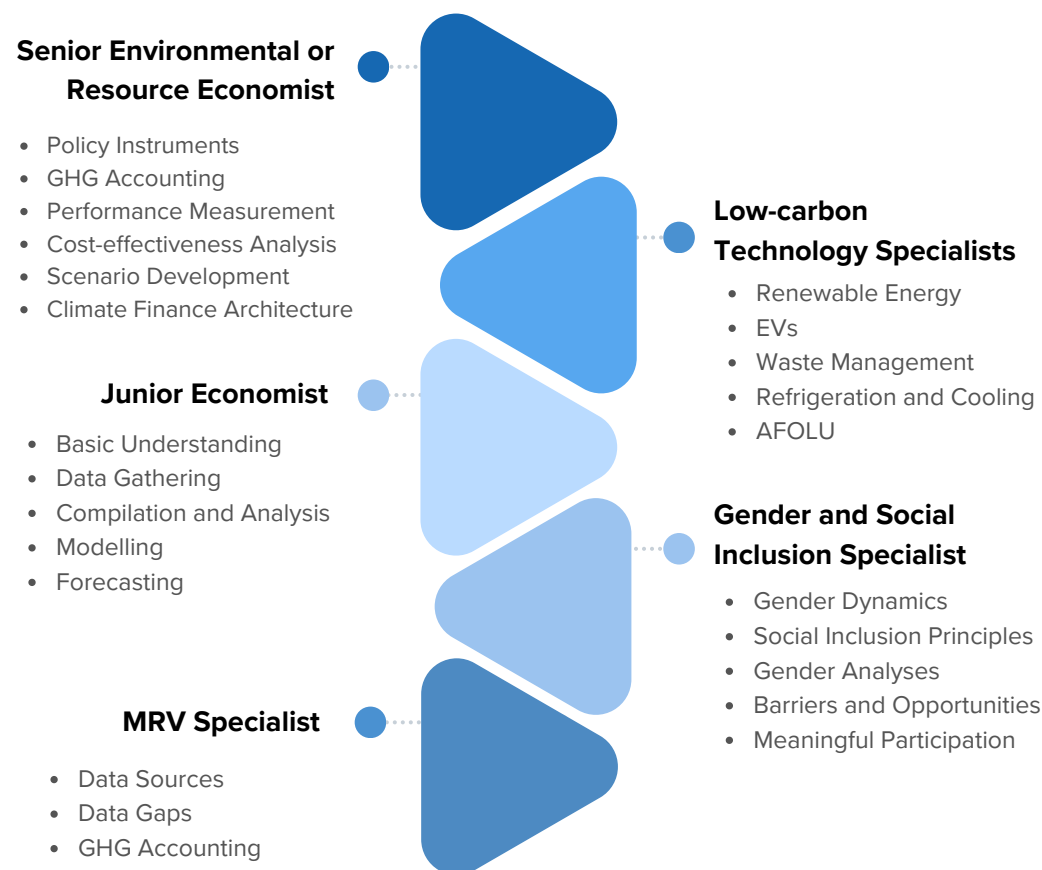 Senior Environmental or
Resource Economist
• Policy Instruments
• GHG Accounting
• Performance Measurement
• Cost-effectiveness Analysis
• Scenario Development
• Climate Finance Architecture
Low-carbon
Technology Specialists
• Renewable Energy
• EVs
• Waste Management
• Refrigeration and Cooling
• AFOLU
Junior Economist
• Basic Understanding
• Data Gathering
• Compilation and Analysis
• Modelling
• Forecasting
Gender and Social
Inclusion Specialist
• Gender Dynamics
• Social Inclusion Principles
• Gender Analyses
• Barriers and Opportunities
• Meaningful Participation
MRV Specialist
• Data Sources
• Data Gaps
• GHG Accounting